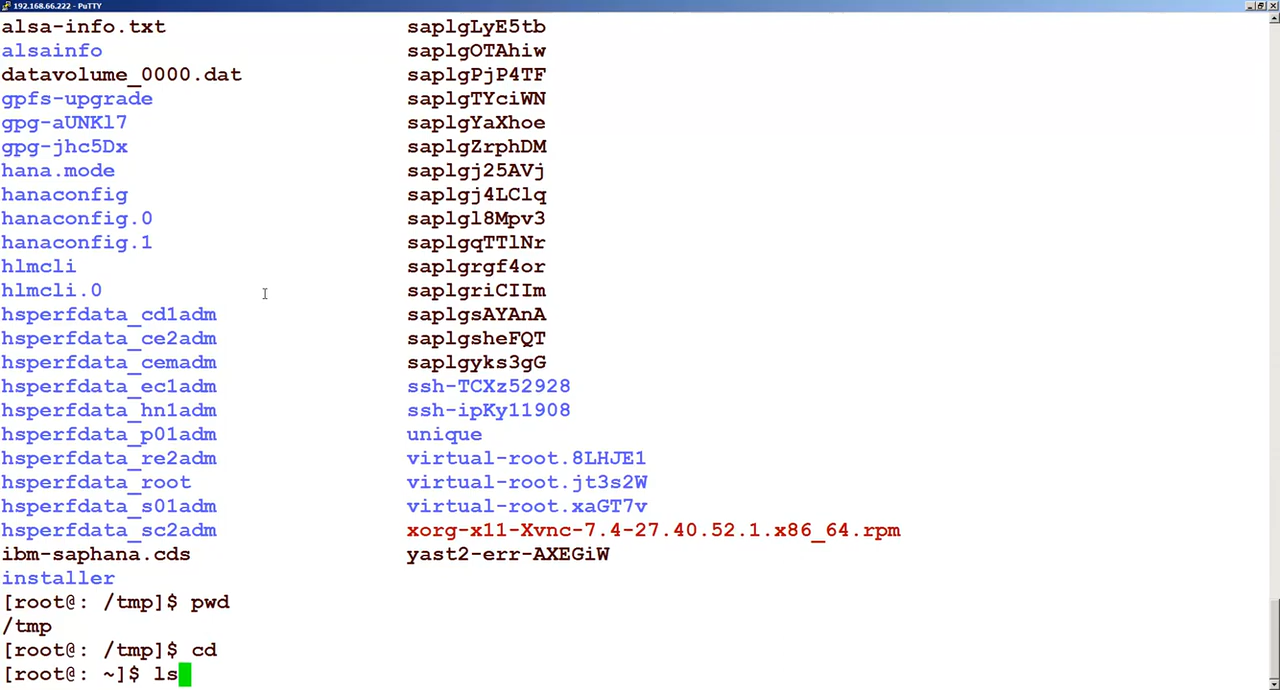 192.168.66.222 - PuTTY
alsa-info.txt saplgLyE5tb
alsainfo saplgOTAhiw
datavolume_0000.dat saplgPjP4TF
gpfs-upgrade saplgTYciWN
gpg-aUNKl7 saplgYaXhoe
gpg-jhc5Dx saplgZrphDM
hana.mode saplgj25AVj
hanaconfig saplgj4LClq
hanaconfig.0 saplgl8Mpv3
hanaconfig.1 saplgqTTlNr
hlmcli saplgrgf4or
hlmcli.0 saplgriCIIm
hsperfdata_cd1adm saplgsAYAnA
hsperfdata_ce2adm saplgsheFQT
hsperfdata_cemadm saplgyks3gG
hsperfdata_ec1adm ssh-TCXz52928
hsperfdata_hn1adm ssh-ipKy11908
hsperfdata_p01adm unique
hsperfdata_re2adm virtual-root.8LHJE1
hsperfdata_root virtual-root.jt3s2W
hsperfdata_s01adm virtual-root.xaGT7v
hsperfdata_sc2adm xorg-x11-Xvnc-7.4-27.40.52.1.x86_64.rpm
ibm-saphana.cds yast2-err-AXEGiW
installer
[root@: /tmp]$ pwd
/tmp
[root@: /tmp]$ cd
[root@: ~]$ ls